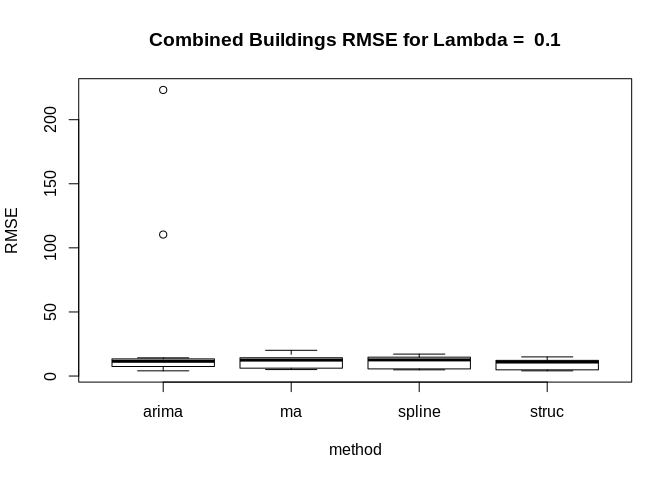 Combined Buildings RMSE for Lambda =  0.1
200
150
100
50
0
RMSE
arima ma spline struc
method